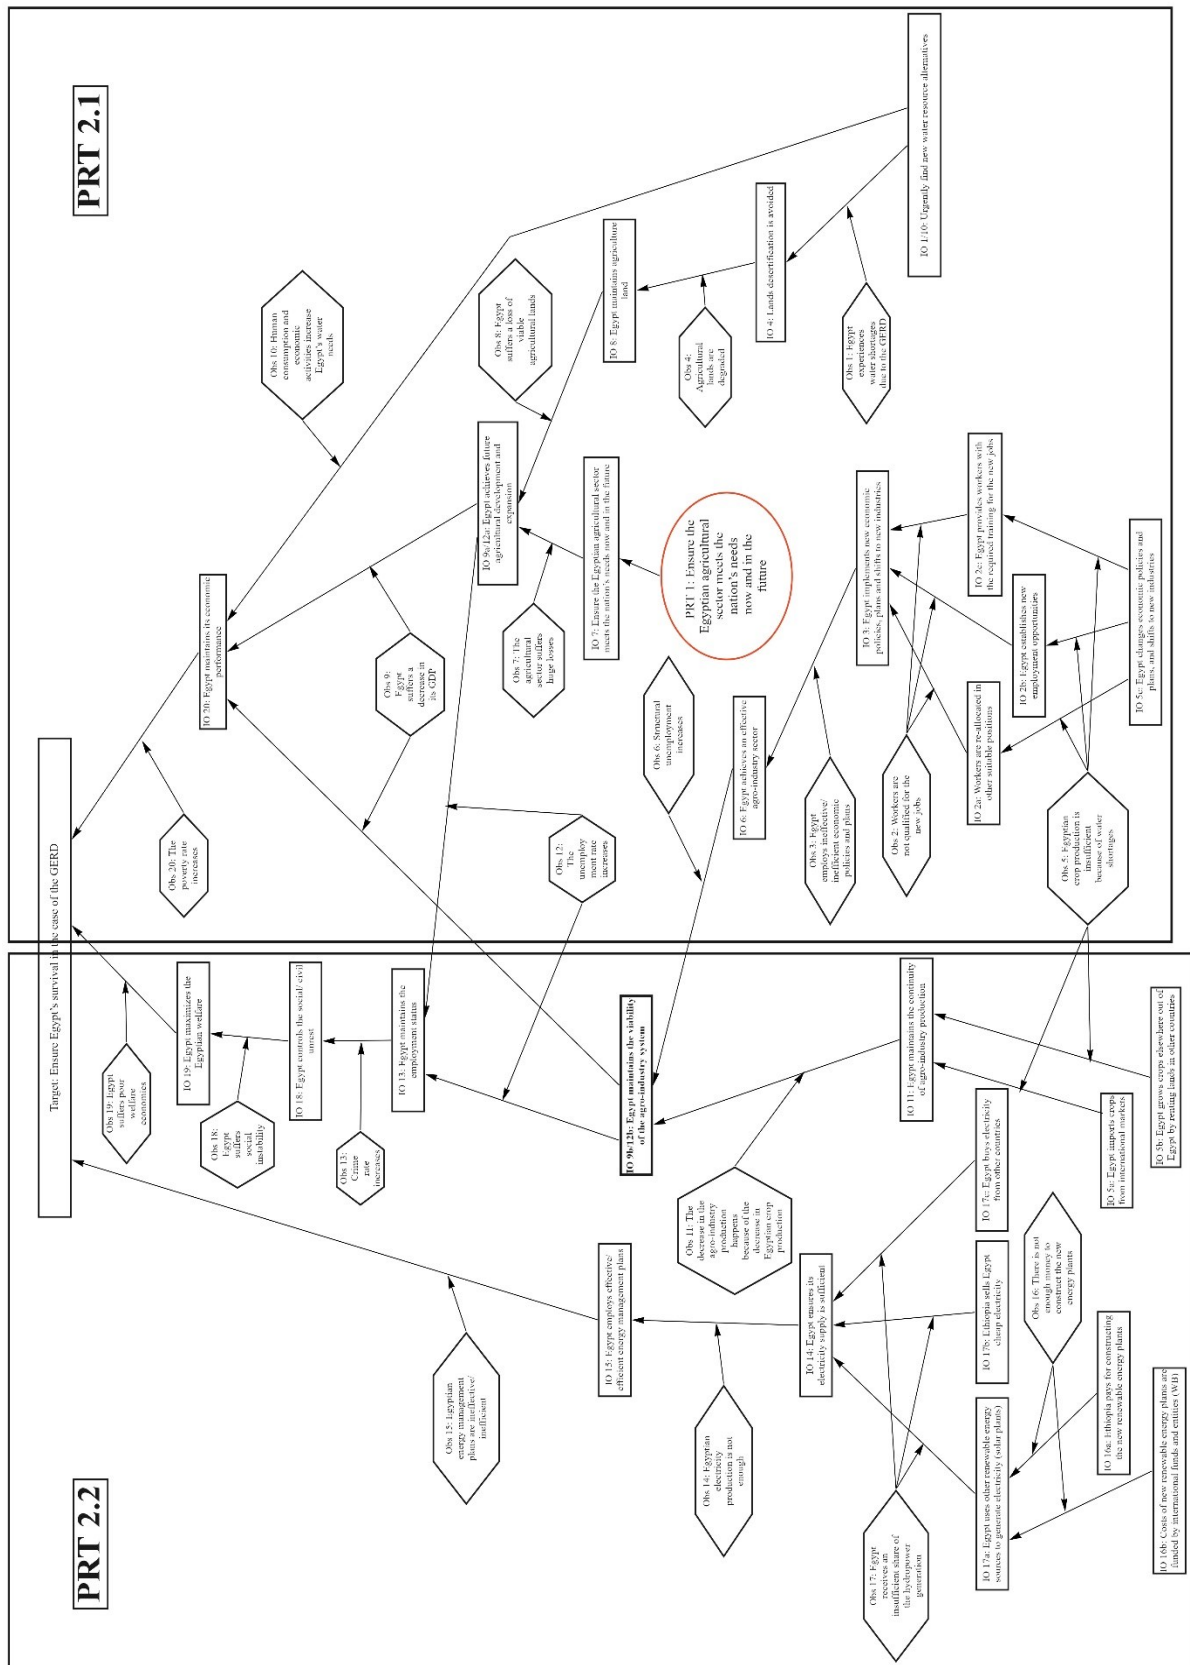 PRT 2.2
PRT 2.1
Target: Ensure Egypt's survival in the case of the GERD
Obs 20: The
poverty rate
increases
IO 20: Egypt maintains its economic
performance
Obs 10: Human
consumption and
economic
activities increase
Egypt's water
needs
Obs 19: Egypt
suffers pour
welfare
economics
IO 19: Egypt maximizes the
Egyptian welfare
Obs 18:
Egypt
suffers
social
instability
IO 18: Egypt controls the social/ civil
unrest
Obs 13:
Crime
rate
increases
IO 13: Egypt maintains the
employment status
Obs 9:
Egypt
suffers a
decrease in
its GDP
IO 9a/12a: Egypt achieves future
agricultural development and
expansion
Obs 8: Egypt
suffers a loss of
viable
agricultural lands
Obs 15: Egyptian
energy management
plans are ineffective/
inefficient
Obs 12:
The
unemploy
ment rate
increases
Obs 7: The
agricultural
sector suffers
huge losses
IO 15: Egypt employs effective/
efficient energy management plans
IO 9b/12b: Egypt maintains the viability
of the agro-industry system
Obs 6: Structural
unemployment
increases
IO 7: Ensure the Egyptian agricultural sector
meets the nation's needs now and in the future
IO 8: Egypt maintains agriculture
land
Obs 14: Egyptian
electricity
production is not
enough
Obs 11: The
decrease in the
agro-industry
production
happens
because of the
decrease in
Egyptian crop
production
IO 6: Egypt achieves an effective
agro-industry sector
PRT 1: Ensure the
Egyptian agricultural
sector meets the
nation's needs
now and in the
future
Obs 4:
Agricultural
lands are
degraded
IO 4: Lands desertification is avoided
IO 14: Egypt ensures its
electricity supply is sufficient
Obs 3: Egypt
employs ineffective/
inefficient economic
policies and plans
IO 3: Egypt implements new economic
policies, plans and shifts to new industries
Obs 1: Egypt
experiences
water shortages
due to the GERD
Obs 17: Egypt
receives an
insufficient share of
the hydropower
generation
IO 11: Egypt maintains the continuity
of agro-industry production
Obs 2: Workers are
not qualified for the
new jobs
IO 1/10: Urgently find new water resource alternatives
IO 17a: Egypt uses other renewable energy
sources to generate electricity (solar plants)
IO 17b: Ethiopia sells Egypt
cheap electricity
IO 17c: Egypt buys electricity
from other countries
IO 2a: Workers are re-allocated in
other suitable positions
IO 2b: Egypt establishes new
employment opportunities
IO 2c: Egypt provides workers with
the required training for the new jobs
Obs 16: There is not
enough money to
construct the new
energy plants
Obs 5: Egyptian
crop production is
insufficient
because of water
shortages
IO 16a: Ethiopia pays for constructing
the new renewable energy plants
IO 5a: Egypt imports crops
from international markets
IO 16b: Costs of new renewable energy plants are
funded by international funds and entities (WB)
IO 5b: Egypt grows crops elsewhere out of
Egypt by renting lands in other countries
IO 5c: Egypt changes economic policies and
plans, and shifts to new industries